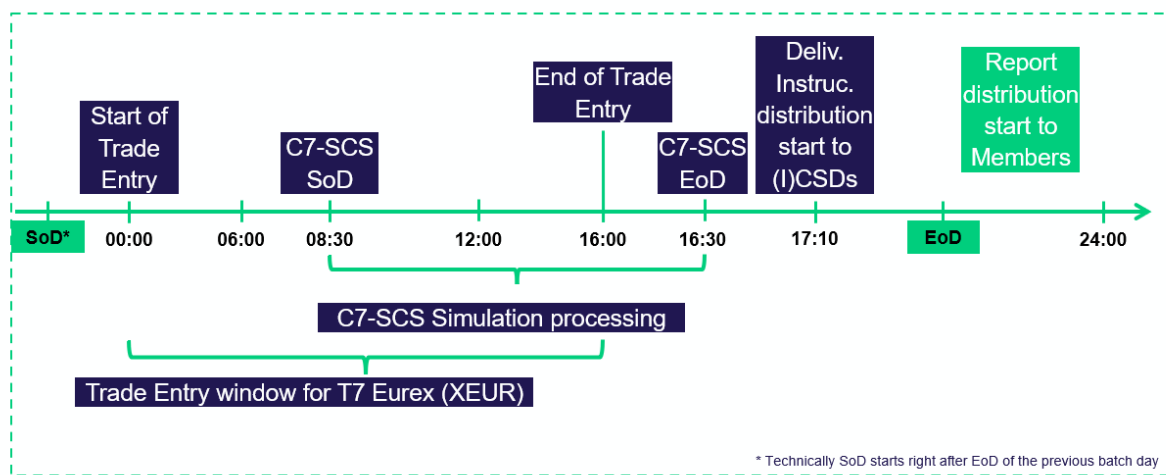 Start of
Trade
Entry
C7-SCS
SoD
End of Trade
Entry
C7-SCS
EoD
Deliv.
Instruc.
distribution
start to
(I)CSDs
Report
distribution
start to
Members
SoD*
00:00
06:00
08:30
12:00
16:00
16:30
17:10
EoD
24:00
C7-SCS Simulation processing
Trade Entry window for T7 Eurex (XEUR)
* Technically SoD starts right after EoD of the previous batch day